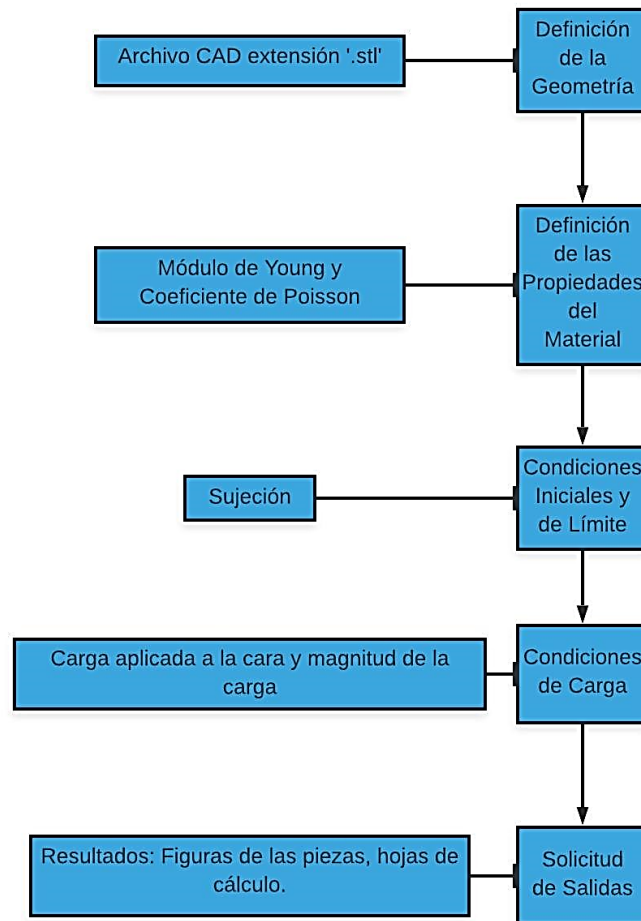 Archivo CAD extensión '.stl'
Definición
de la
Geometría
Módulo de Young y
Coeficiente de Poisson
Definición
de las
Propiedades
del
Material
Sujeción
Condiciones
Iniciales y
de Límite
Carga aplicada a la cara y magnitud de la
carga
Condiciones
de Carga
Resultados: Figuras de las piezas, hojas de
cálculo.
Solicitud
de Salidas